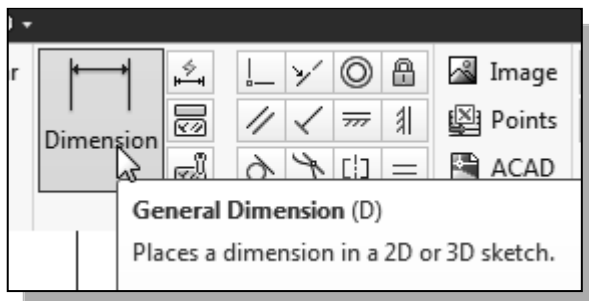 r
Image
Dimension
Points
ACAD
General Dimension (D)
Places a dimension in a 2D or 3D sketch.